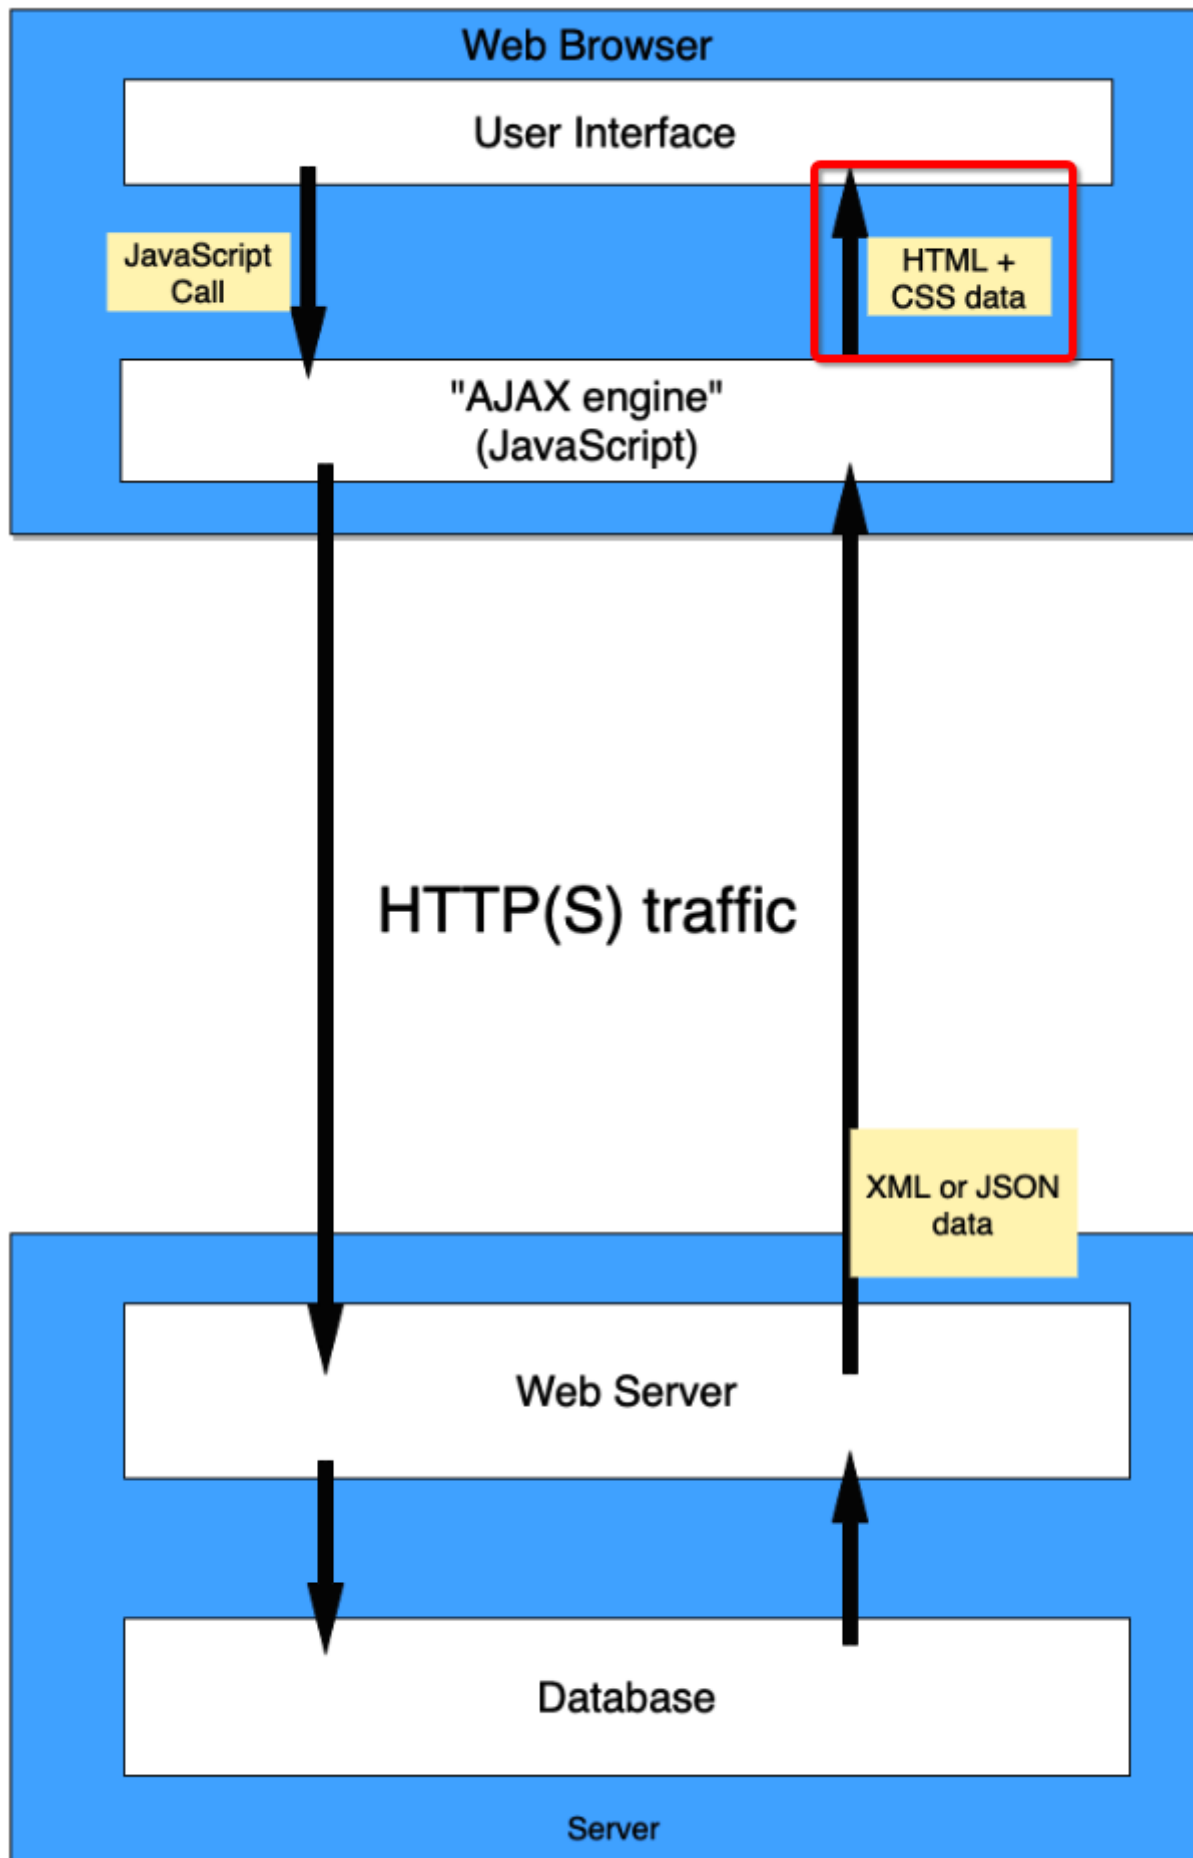 Web Browser
User Interface
JavaScript
Call
HTML +
CSS data
"AJAX engine"
(JavaScript)
HTTP(S) traffic
XML or JSON
data
Web Server
Database
Server